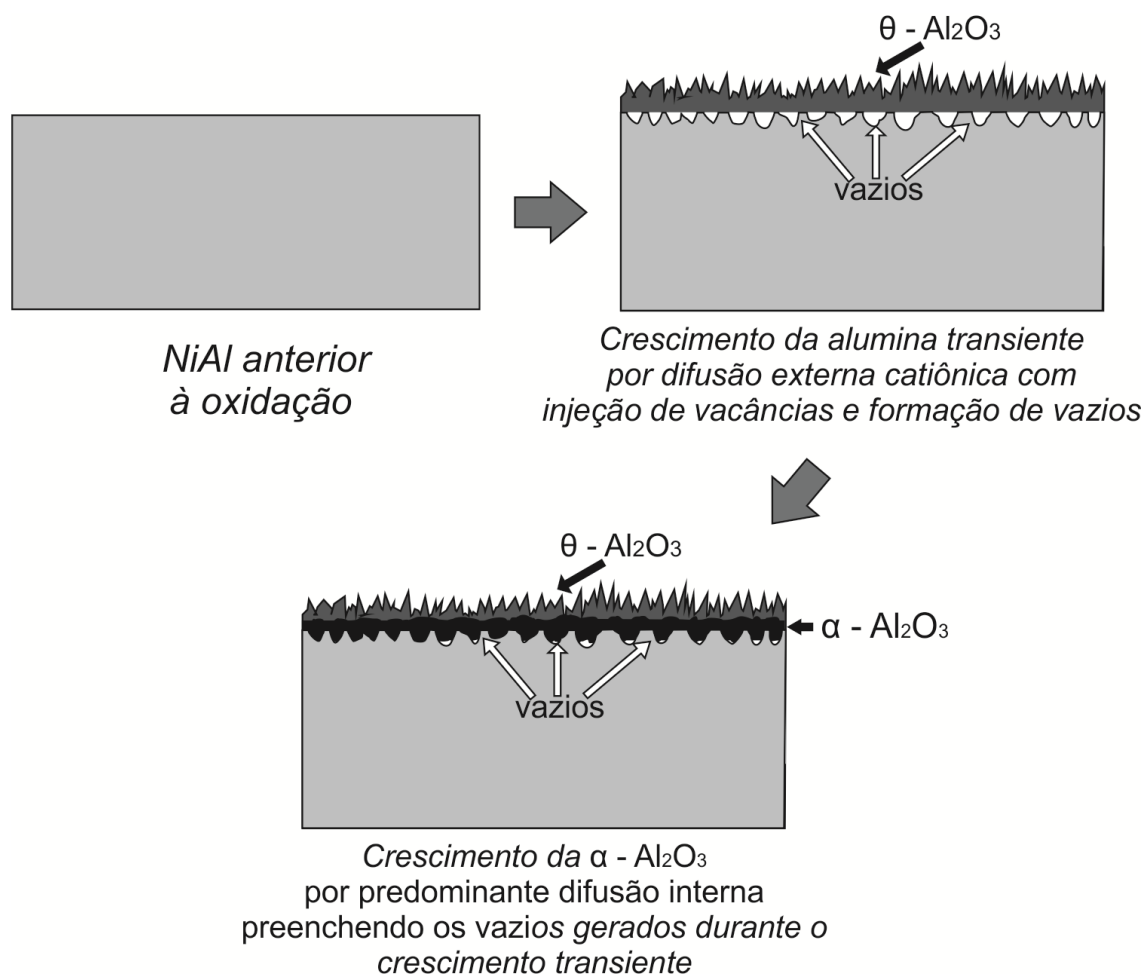 θ - Al2O3
vazios
NiAl anterior
à oxidação
Crescimento da alumina transiente
por difusão externa catiônica com
injeção de vacâncias e formação de vazios
θ - Al2O3
α - Al2O3
vazios
Crescimento da α - Al2O3
por predominante difusão interna
preenchendo os vazios gerados durante o
crescimento transiente